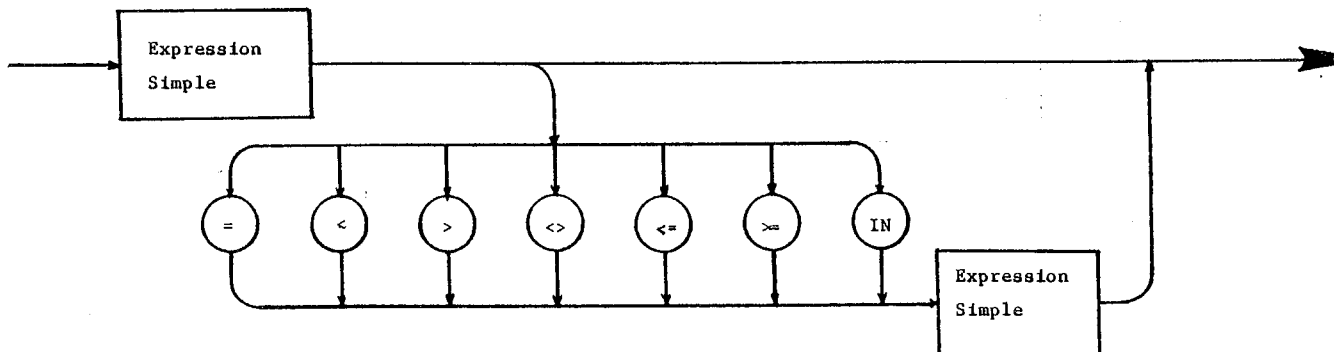 Expression
Simple
=
<
>
<>
<=
>=
IN
Expression
Simple